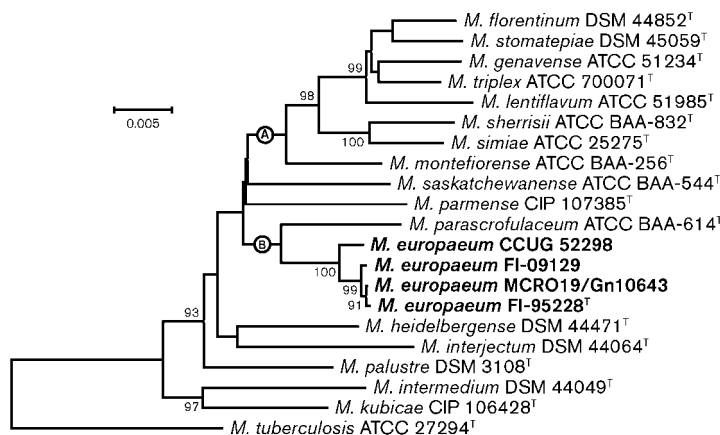 M. florentinum DSM 44852ᵀ
M. stomatepiae DSM 45059ᵀ
M. genavense ATCC 51234ᵀ
99
M. triplex ATCC 700071ᵀ
98
M. lentiflavum ATCC 51985ᵀ
0.005
M. sherrisii ATCC BAA-832ᵀ
A
100
M. simiae ATCC 25275ᵀ
M. montefiorense ATCC BAA-256ᵀ
M. saskatchewanense ATCC BAA-544ᵀ
M. parmense CIP 107385ᵀ
M. parascrofulaceum ATCC BAA-614ᵀ
B
M. europaeum CCUG 52298
100
M. europaeum FI-09129
99
M. europaeum MCRO19/Gn10643
91
M. europaeum FI-95228ᵀ
93
M. heidelbergense DSM 44471ᵀ
M. interjectum DSM 44064ᵀ
M. palustre DSM 3108ᵀ
M. intermedium DSM 44049ᵀ
97
M. kubicae CIP 106428ᵀ
M. tuberculosis ATCC 27294ᵀ